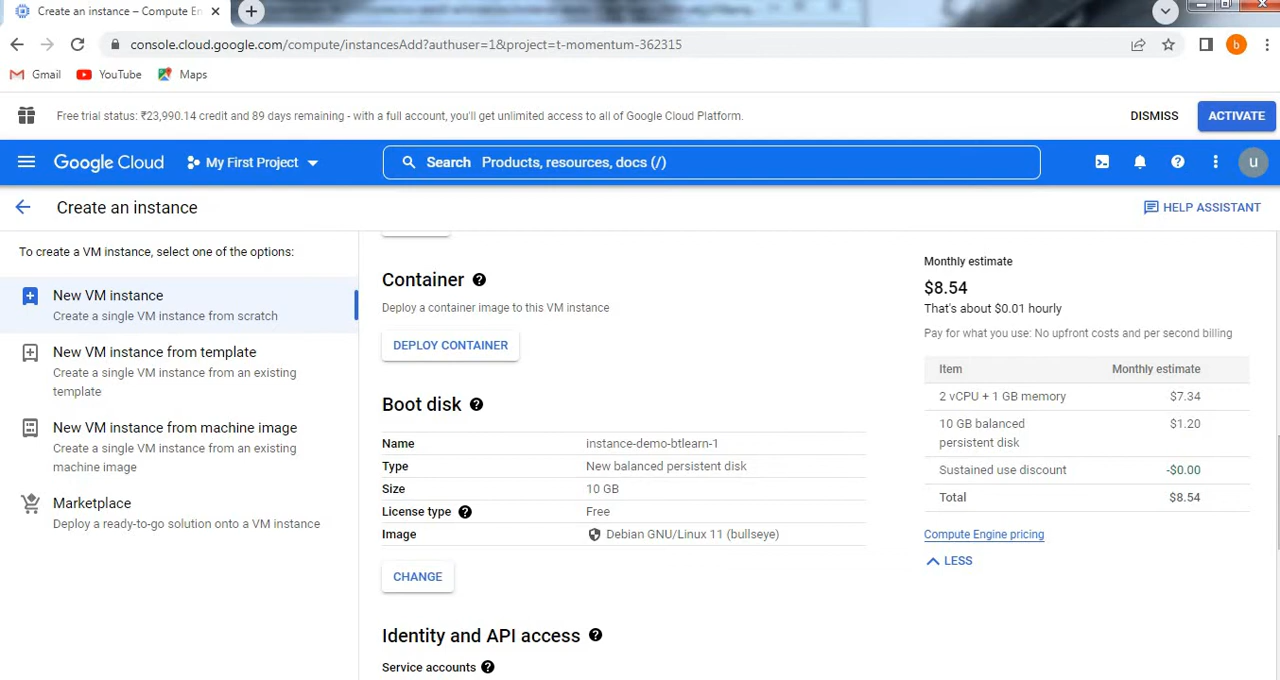 Create an instance – Compute En
console.cloud.google.com/compute/instancesAdd?authuser=1&project=t-momentum-362315
b
Gmail
YouTube
Maps
Free trial status: ₹23,990.14 credit and 89 days remaining - with a full account, you'll get unlimited access to all of Google Cloud Platform.
DISMISS
ACTIVATE
Google Cloud
My First Project
Search Products, resources, docs (/)
u
Create an instance
HELP ASSISTANT
To create a VM instance, select one of the options:
New VM instance
Create a single VM instance from scratch
New VM instance from template
Create a single VM instance from an existing
template
New VM instance from machine image
Create a single VM instance from an existing
machine image
Marketplace
Deploy a ready-to-go solution onto a VM instance
Container
Deploy a container image to this VM instance
DEPLOY CONTAINER
Boot disk
Name instance-demo-btlearn-1
Type New balanced persistent disk
Size 10 GB
License type Free
Image Debian GNU/Linux 11 (bullseye)
CHANGE
Identity and API access
Service accounts
Monthly estimate
$8.54
That's about $0.01 hourly
Pay for what you use: No upfront costs and per second billing
Item Monthly estimate
2 vCPU + 1 GB memory $7.34
10 GB balanced $1.20
persistent disk
Sustained use discount -$0.00
Total $8.54
Compute Engine pricing
LESS